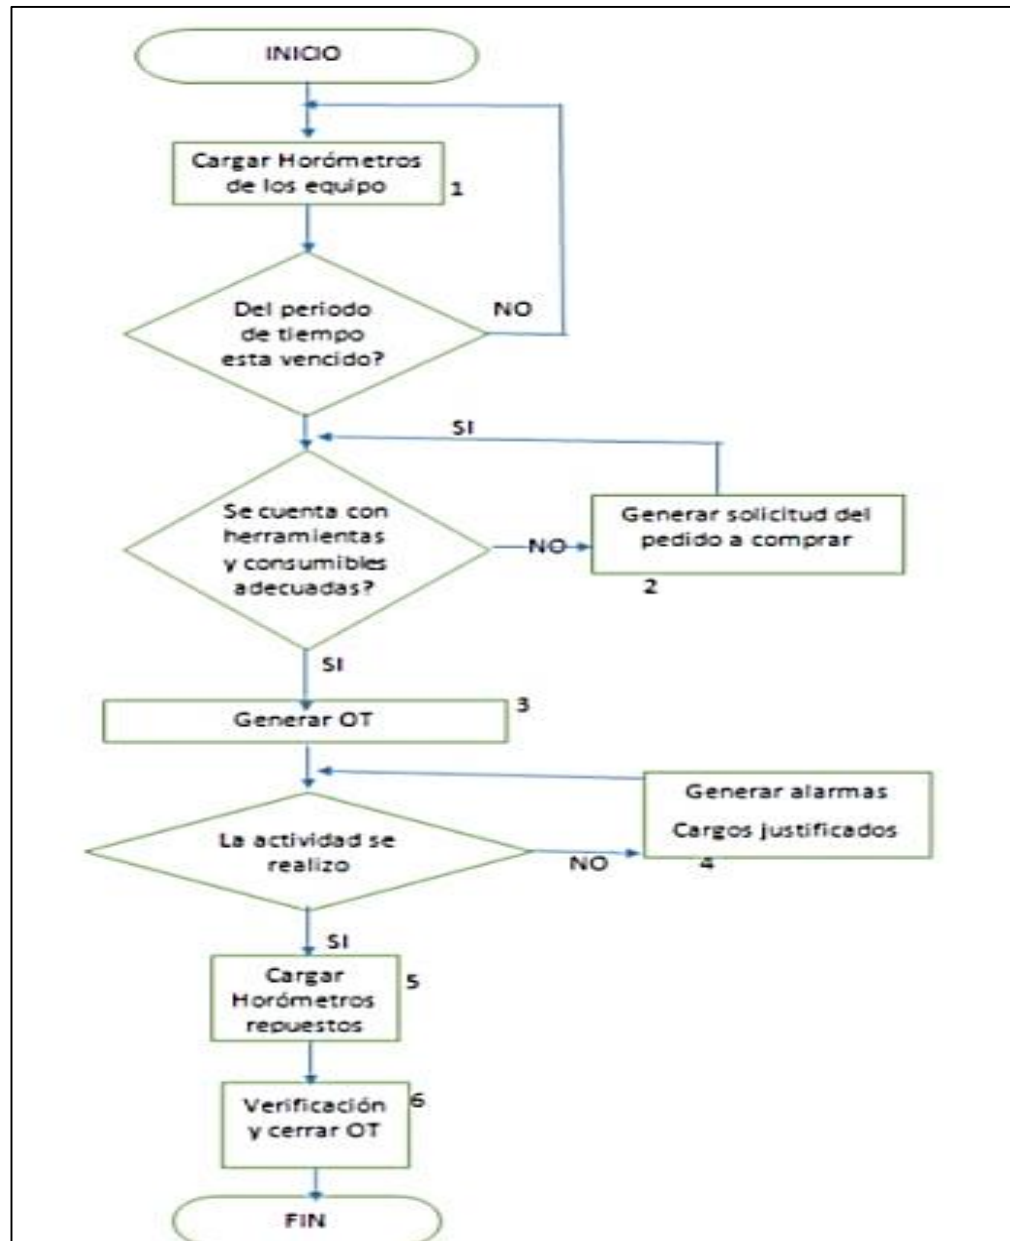 INICIO
Cargar Horómetros
de los equipo
1
Del periodo
de tiempo
esta vencido?
NO
SI
Se cuenta con
herramientas
y consumibles
adecuadas?
NO
Generar solicitud del
pedido a comprar
2
SI
Generar OT
3
Generar alarmas
Cargos justificados
4
La actividad se
realizo
NO
SI
Cargar
Horómetros
repuestos
5
Verificación
y cerrar OT
6
FIN